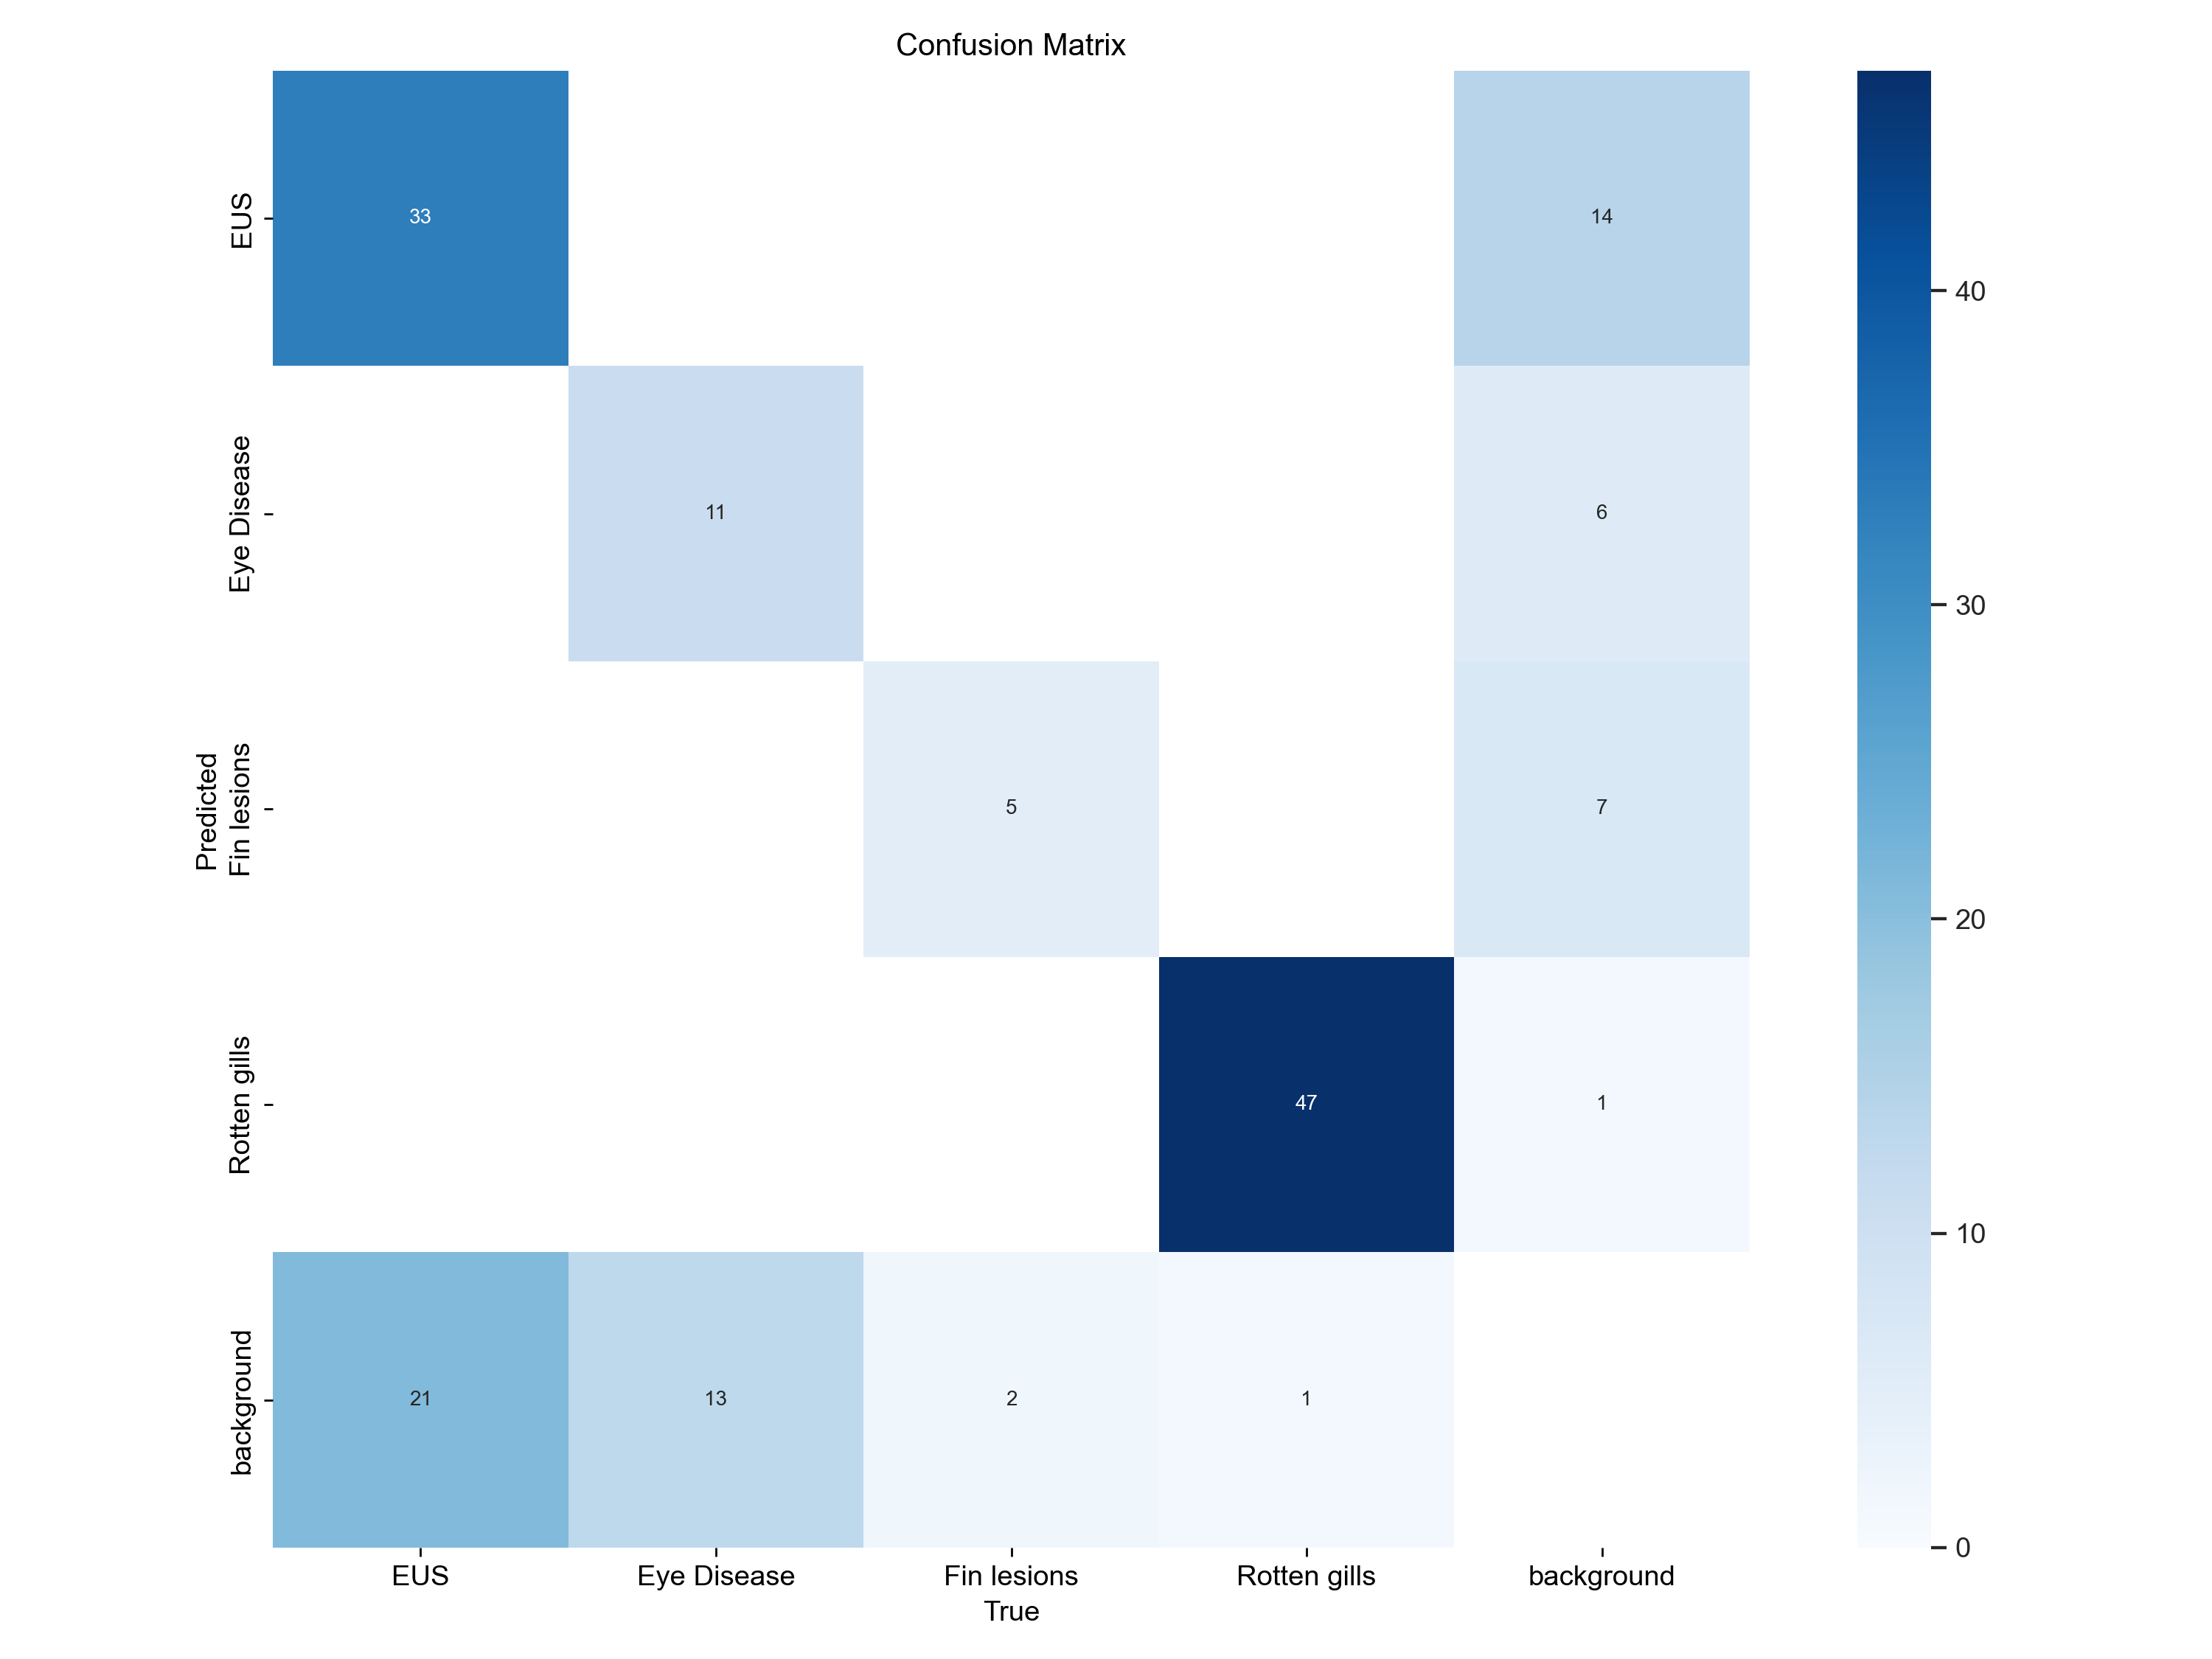 Confusion Matrix
EUS
33
14
40
Eye Disease
11
6
30
Predicted
Fin lesions
5
7
20
Rotten gills
47
1
10
background
21
13
2
1
0
EUS
Eye Disease
Fin lesions
Rotten gills
background
True